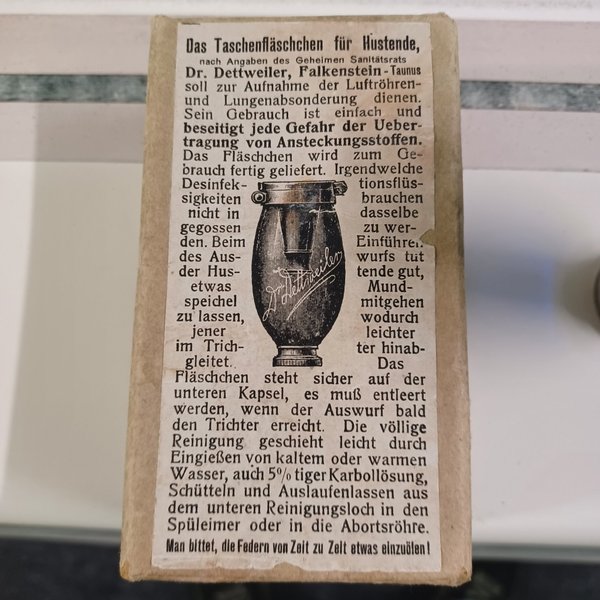 Das Taschenfläschchen für Hustende,
nach Angaben des Geheimen Sanitätsrats
Dr. Dettweiler, Falkenstein-Taunus
soll zur Aufnahme der Luftröhren-
und Lungenabsonderung dienen.
Sein Gebrauch ist einfach und
beseitigt jede Gefahr der Ueber-
tragung von Ansteckungsstoffen.
Das Fläschchen wird zum Ge-
brauch fertig geliefert. Irgendwelche
Desinfek- tionsflüs-
sigkeiten brauchen
nicht in dasselbe
gegossen zu wer-
den. Beim Einführen
des Aus- wurfs tut
der Hus- tende gut,
etwas Mund-
speichel mitgehen
zu lassen, wodurch
jener leichter
im Trich- ter hinab-
gleitet. Das
Dr. Dettweiler
Fläschchen steht sicher auf der
unteren Kapsel, es muß entleert
werden, wenn der Auswurf bald
den Trichter erreicht. Die völlige
Reinigung geschieht leicht durch
Eingießen von kaltem oder warmen
Wasser, auch 5%tiger Karbollösung,
Schütteln und Auslaufenlassen aus
dem unteren Reinigungsloch in den
Spüleimer oder in die Abortsröhre.
Man bittet, die Federn von Zeit zu Zeit etwas einzuölen!